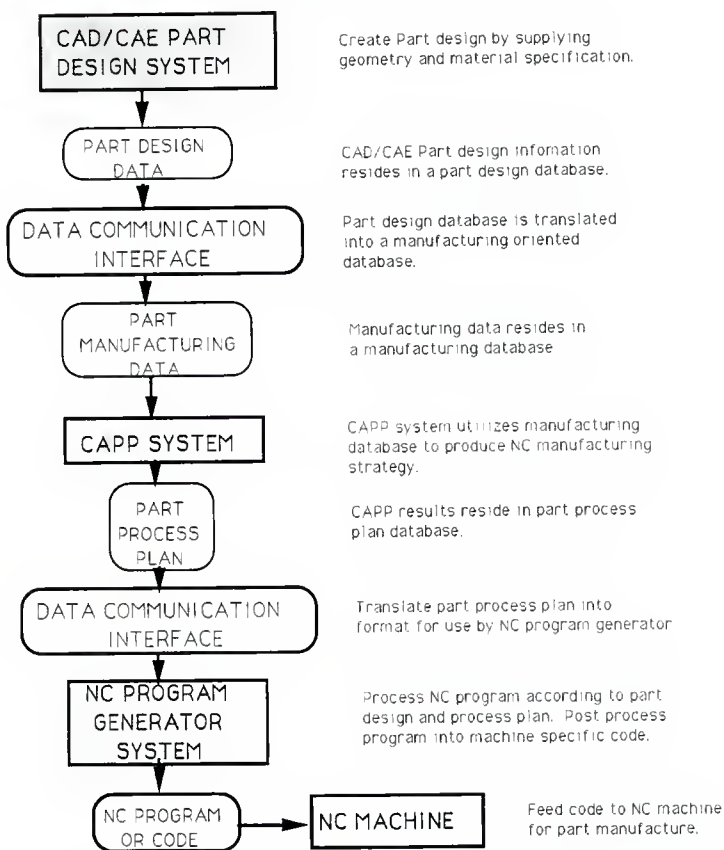 CAD/CAE PART
DESIGN SYSTEM
Create Part design by supplying
geometry and material specification.
PART DESIGN
DATA
CAD/CAE Part design infomation
resides in a part design database.
DATA COMMUNICATION
INTERFACE
Part design database is translated
into a manufacturing oriented
database.
PART
MANUFACTURING
DATA
Manufacturing data resides in
a manufacturing database
CAPP SYSTEM
CAPP system utilizes manufacturing
database to produce NC manufacturing
strategy.
PART
PROCESS
PLAN
CAPP results reside in part process
plan database.
DATA COMMUNICATION
INTERFACE
Translate part process plan into
format for use by NC program generator
NC PROGRAM
GENERATOR
SYSTEM
Process NC program according to part
design and process plan. Post process
program into machine specific code.
NC PROGRAM
OR CODE
NC MACHINE
Feed code to NC machine
for part manufacture.